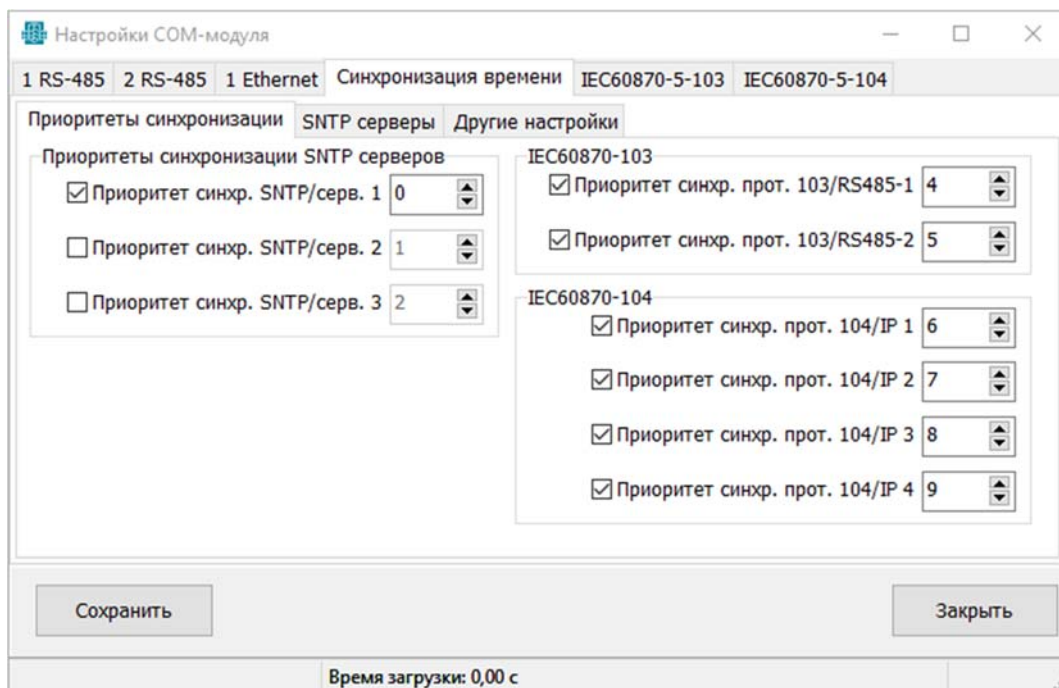 Настройки COM-модуля
1 RS-485 2 RS-485 1 Ethernet Синхронизация времени IEC60870-5-103 IEC60870-5-104
Приоритеты синхронизации SNTP серверы Другие настройки
Приоритеты синхронизации SNTP серверов
Приоритет синхр. SNTP/серв. 1 0
Приоритет синхр. SNTP/серв. 2 1
Приоритет синхр. SNTP/серв. 3 2
IEC60870-103
Приоритет синхр. прот. 103/RS485-1 4
Приоритет синхр. прот. 103/RS485-2 5
IEC60870-104
Приоритет синхр. прот. 104/IP 1 6
Приоритет синхр. прот. 104/IP 2 7
Приоритет синхр. прот. 104/IP 3 8
Приоритет синхр. прот. 104/IP 4 9
Сохранить
Закрыть
Время загрузки: 0,00 с